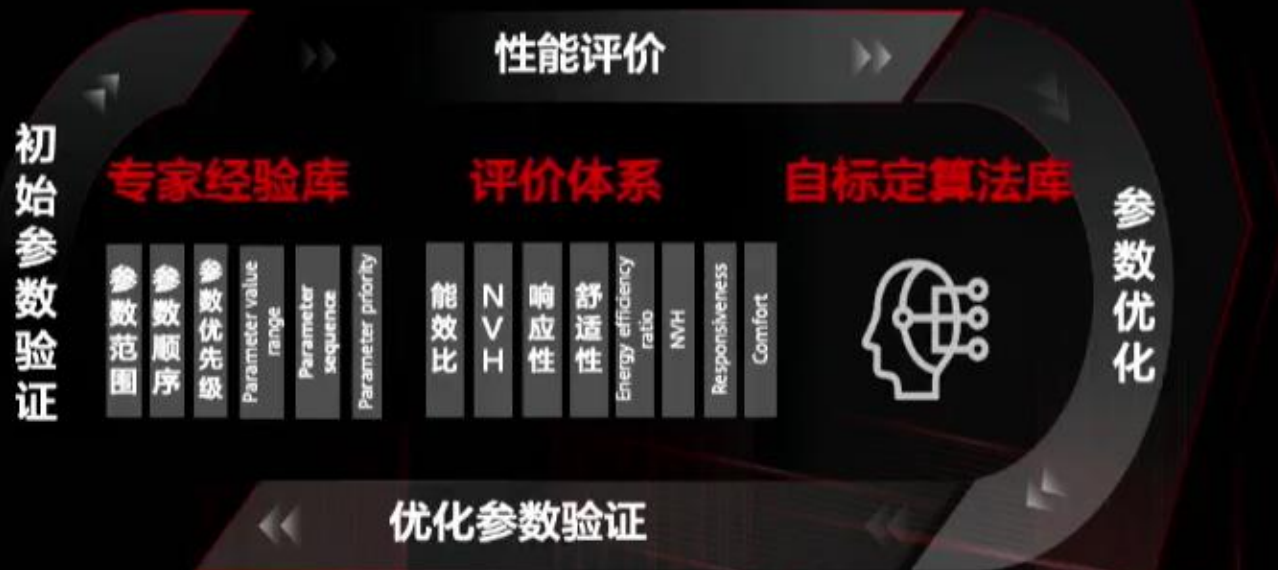 性能评价
初始参数验证
专家经验库
评价体系
自标定算法库
参数优化
参数范围
参数顺序
参数优先级
Parameter value
range
Parameter
sequence
Parameter priority
能效比
NVH
响应性
舒适性
Energy efficiency
ratio
NVH
Responsiveness
Comfort
优化参数验证